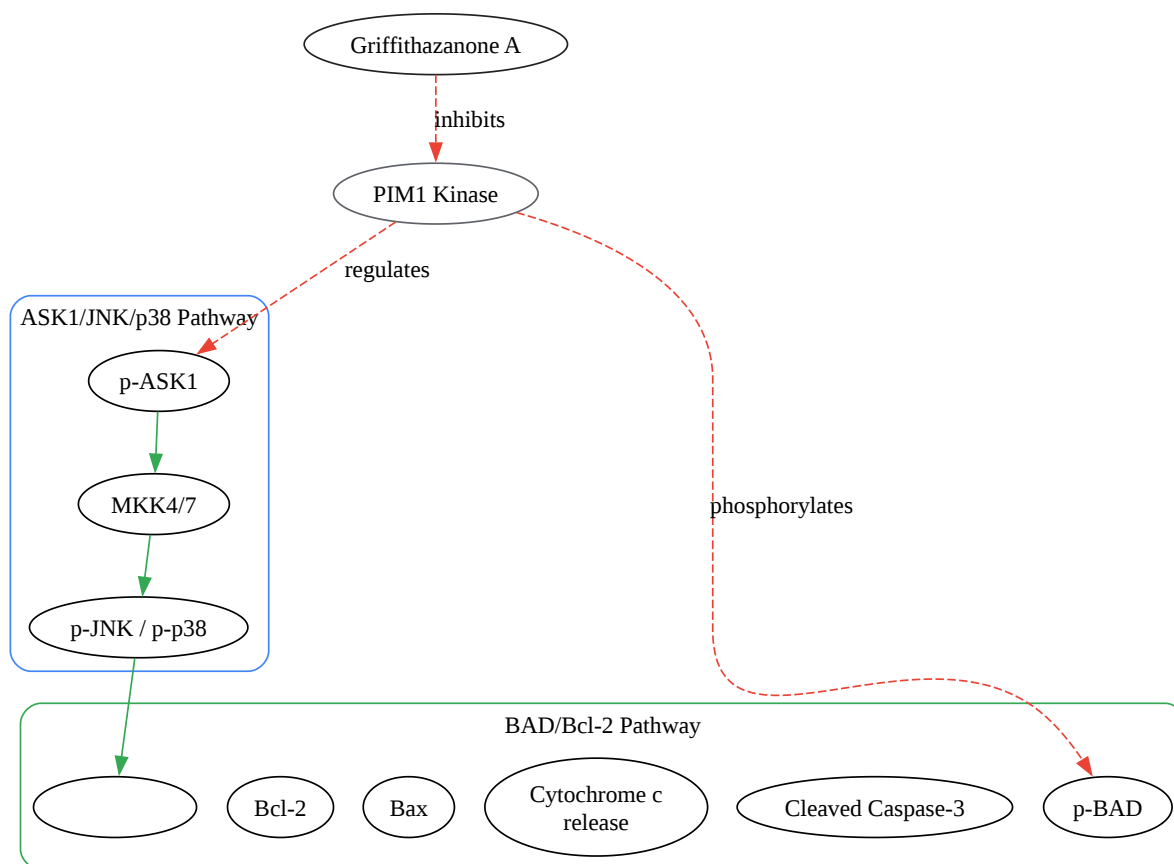 Griffithazanone A
inhibits
PIM1 Kinase
regulates
ASK1/JNK/p38 Pathway
p-ASK1
MKK4/7
phosphorylates
p-JNK / p-p38
BAD/Bcl-2 Pathway
Bcl-2
Bax
Cytochrome c
release
Cleaved Caspase-3
p-BAD